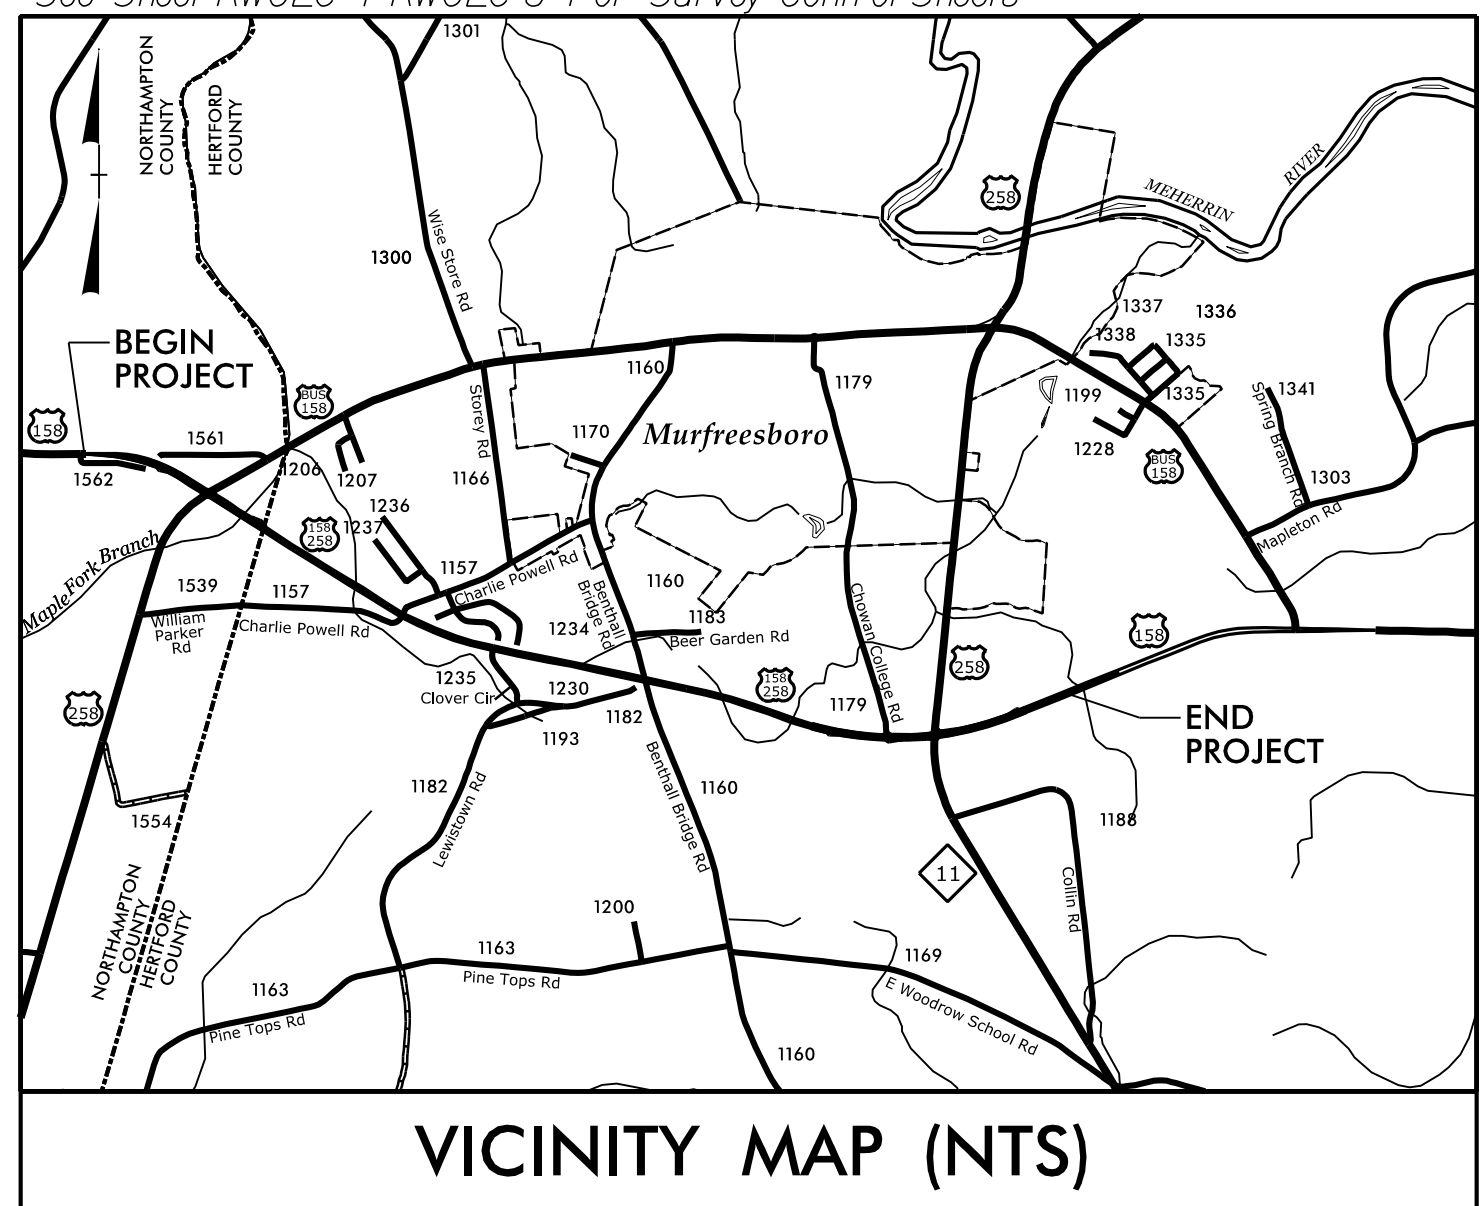 1301
NORTHAMPTON
COUNTY
HERTFORD
COUNTY
258
MEHERRIN
RIVER
Wise Store Rd
1300
1337
1336
1338
1335
BEGIN
PROJECT
1160
1179
1199
1335
1341
BUS
158
158
Storey Rd
Spring Branch Rd
1561
1170
Murfreesboro
1228
BUS
158
1303
1562
1206
1207
1166
1236
1237
158
258
Mapleton Rd
Maple Fork Branch
1157
Charlie Powell Rd
1539
1157
1160
Benthall
Bridge Rd
1183
Beer Garden Rd
Chowan College Rd
William
Parker
Rd
Charlie Powell Rd
1234
158
258
1235
Clover Cir
1230
158
258
1179
258
1182
1193
END
PROJECT
1182
Lewistown Rd
Benthall Bridge Rd
1160
1554
1188
11
Collin Rd
NORTHAMPTON
COUNTY
HERTFORD
COUNTY
1200
1163
Pine Tops Rd
1169
E Woodrow School Rd
1163
Pine Tops Rd
1160
VICINITY MAP (NTS)